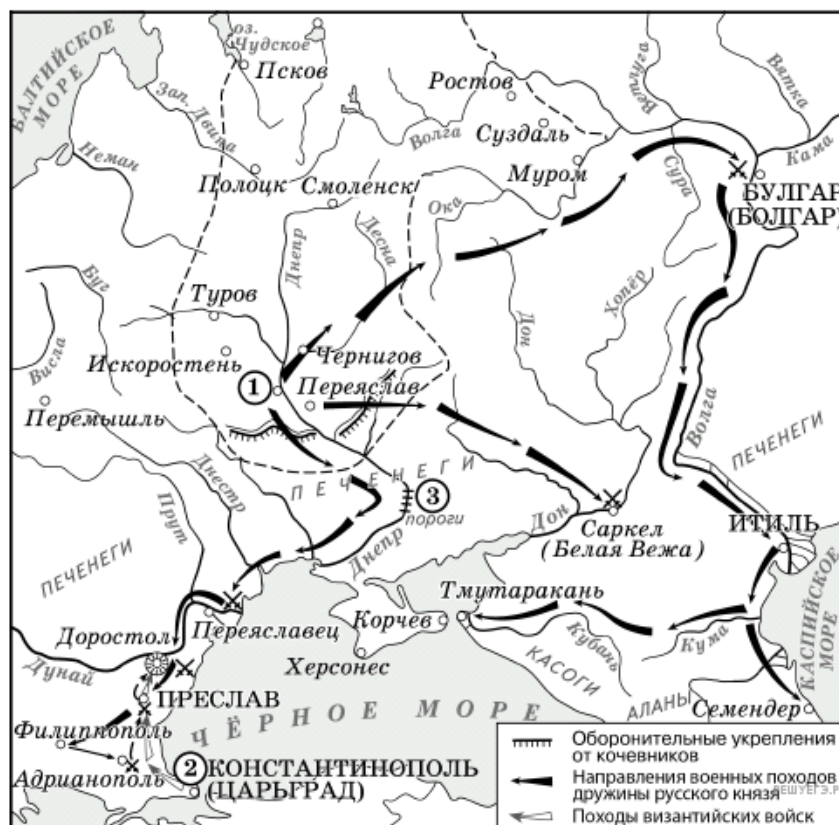 БАЛТИЙСКОЕ
МОРЕ
оз.
Чудское
Псков
Зап. Двина
Неман
Полоцк
Смоленск
Ростов
Суздаль
Волга
Муром
Ветлуга
Вятка
Кама
Сура
БУЛГАР
(БОЛГАР)
Ока
Днепр
Десна
Буг
Туров
Висла
Искоростень
Чернигов
1
Переяслав
Перемышль
Дон
Хопёр
Волга
ПЕЧЕНЕГИ
Днестр
Прут
ПЕЧЕНЕГИ
3
пороги
Днепр
Дон
Саркел
(Белая Вежа)
ИТИЛЬ
ПЕЧЕНЕГИ
Тмутаракань
Корчев
Переяславец
Доростол
Дунай
Херсонес
Кубань
Кума
КАСОГИ
АЛАНЫ
КАСПИЙСКОЕ
МОРЕ
Семендер
ПРЕСЛАВ
ЧЁРНОЕ МОРЕ
Филиппополь
Адрианополь
2
КОНСТАНТИНОПОЛЬ
(ЦАРЬГРАД)
Оборонительные укрепления
от кочевников
Направления военных походов
дружины русского князя
Походы византийских войск